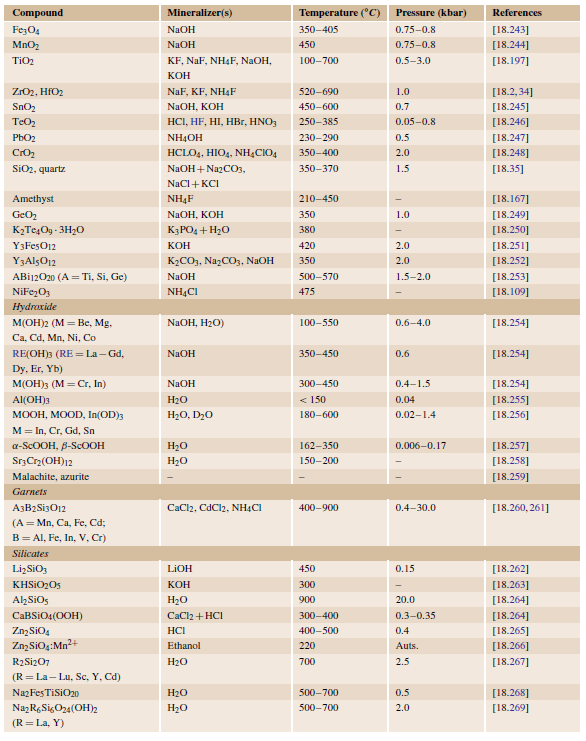 Compound Mineralizer(s) Temperature (°C) Pressure (kbar) References
Fe3O4 NaOH 350–405 0.75–0.8 [18.243]
MnO2 NaOH 450 0.75–0.8 [18.244]
TiO2 KF, NaF, NH4F, NaOH, 100–700 0.5–3.0 [18.197]
KOH
ZrO2, HfO2 NaF, KF, NH4F 520–690 1.0 [18.2, 34]
SnO2 NaOH, KOH 450–600 0.7 [18.245]
TeO2 HCl, HF, HI, HBr, HNO3 250–385 0.05–0.8 [18.246]
PbO2 NH4OH 230–290 0.5 [18.247]
CrO2 HCLO4, HIO4, NH4ClO4 350–400 2.0 [18.248]
SiO2, quartz NaOH + Na2CO3, 350–370 1.5 [18.35]
NaCl + KCl
Amethyst NH4F 210–450 – [18.167]
GeO2 NaOH, KOH 350 1.0 [18.249]
K2Te4O9 · 3H2O K3PO4 + H2O 380 – [18.250]
Y3Fe5O12 KOH 420 2.0 [18.251]
Y3Al5O12 K2CO3, Na2CO3, NaOH 350 2.0 [18.252]
ABi12O20 (A = Ti, Si, Ge) NaOH 500–570 1.5–2.0 [18.253]
NiFe2O3 NH4Cl 475 – [18.109]
Hydroxide
M(OH)2 (M = Be, Mg, NaOH, H2O) 100–550 0.6–4.0 [18.254]
Ca, Cd, Mn, Ni, Co
RE(OH)3 (RE = La – Gd, NaOH 350–450 0.6 [18.254]
Dy, Er, Yb)
M(OH)3 (M = Cr, In) NaOH 300–450 0.4–1.5 [18.254]
Al(OH)3 H2O < 150 0.04 [18.255]
MOOH, MOOD, In(OD)3 H2O, D2O 180–600 0.02–1.4 [18.256]
M = In, Cr, Gd, Sn
α-ScOOH, β-ScOOH H2O 162–350 0.006–0.17 [18.257]
Sr3Cr2(OH)12 H2O 150–200 – [18.258]
Malachite, azurite – – – [18.259]
Garnets
A3B2Si3O12 CaCl2, CdCl2, NH4Cl 400–900 0.4–30.0 [18.260, 261]
(A = Mn, Ca, Fe, Cd;
B = Al, Fe, In, V, Cr)
Silicates
Li2SiO3 LiOH 450 0.15 [18.262]
KHSiO2O5 KOH 300 – [18.263]
Al2SiO5 H2O 900 20.0 [18.264]
CaBSiO4(OOH) CaCl2 + HCl 300–400 0.3–0.35 [18.264]
Zn2SiO4 HCl 400–500 0.4 [18.265]
Zn2SiO4:Mn2+ Ethanol 220 Auts. [18.266]
R2Si2O7 H2O 700 2.5 [18.267]
(R = La – Lu, Sc, Y, Cd)
Na2Fe5TiSiO20 H2O 500–700 0.5 [18.268]
Na2R6Si6O24(OH)2 H2O 500–700 2.0 [18.269]
(R = La, Y)